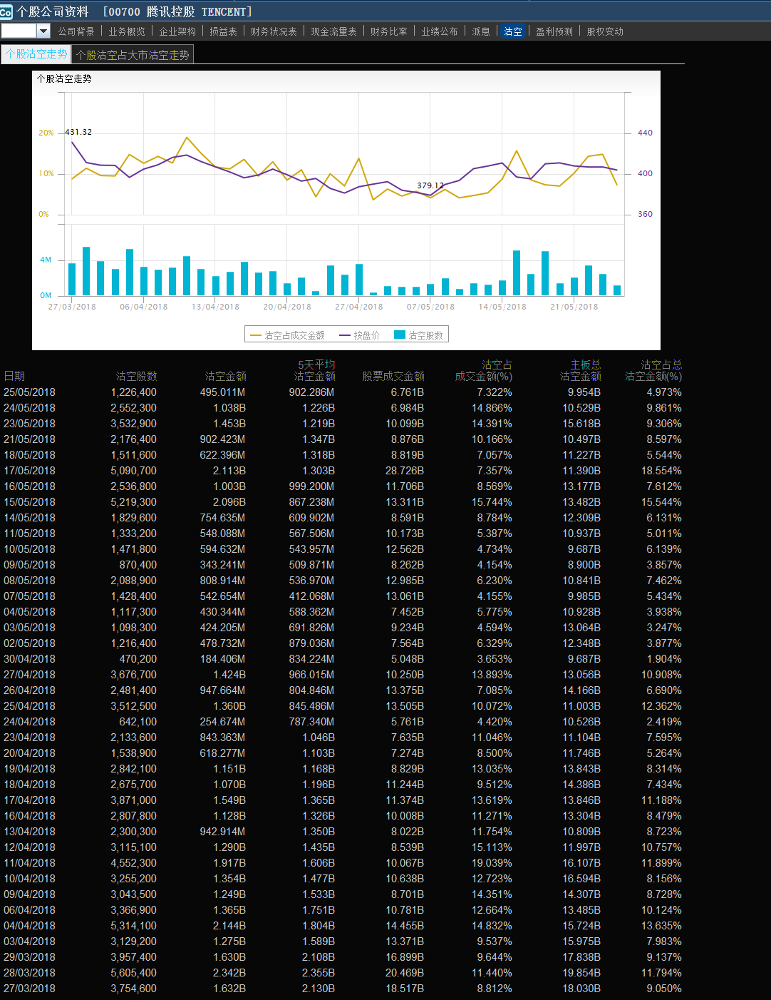 Co 个股公司资料 [00700 腾讯控股 TENCENT]
公司背景 业务概览 企业架构 损益表 财务状况表 现金流量表 财务比率 业绩公布 派息 沽空 盈利预测 股权变动
个股沽空走势 个股沽空占大市沽空走势
个股沽空走势
20% 431.32 440
10% 379.12 400
0% 360
4M
0M
27/03/2018 06/04/2018 13/04/2018 20/04/2018 27/04/2018 07/05/2018 14/05/2018 21/05/2018
沽空占成交金额 按盘价 沽空股数
5天平均 沽空占 主板总 沽空占总
日期 沽空股数 沽空金额 沽空金额 股票成交金额 成交金额(%) 沽空金额 沽空金额(%)
25/05/2018 1,226,400 495.011M 902.286M 6.761B 7.322% 9.954B 4.973%
24/05/2018 2,552,300 1.038B 1.226B 6.984B 14.866% 10.529B 9.861%
23/05/2018 3,532,900 1.453B 1.219B 10.099B 14.391% 15.618B 9.306%
21/05/2018 2,176,400 902.423M 1.347B 8.876B 10.166% 10.497B 8.597%
18/05/2018 1,511,600 622.396M 1.318B 8.819B 7.057% 11.227B 5.544%
17/05/2018 5,090,700 2.113B 1.303B 28.726B 7.357% 11.390B 18.554%
16/05/2018 2,536,800 1.003B 999.200M 11.706B 8.569% 13.177B 7.612%
15/05/2018 5,219,300 2.096B 867.238M 13.311B 15.744% 13.482B 15.544%
14/05/2018 1,829,600 754.635M 609.902M 8.591B 8.784% 12.309B 6.131%
11/05/2018 1,333,200 548.088M 567.506M 10.173B 5.387% 10.937B 5.011%
10/05/2018 1,471,800 594.632M 543.957M 12.562B 4.734% 9.687B 6.139%
09/05/2018 870,400 343.241M 509.871M 8.262B 4.154% 8.900B 3.857%
08/05/2018 2,088,900 808.914M 536.970M 12.985B 6.230% 10.841B 7.462%
07/05/2018 1,428,400 542.654M 412.068M 13.061B 4.155% 9.985B 5.434%
04/05/2018 1,117,300 430.344M 588.362M 7.452B 5.775% 10.928B 3.938%
03/05/2018 1,098,300 424.205M 691.826M 9.234B 4.594% 13.064B 3.247%
02/05/2018 1,216,400 478.732M 879.036M 7.564B 6.329% 12.348B 3.877%
30/04/2018 470,200 184.406M 834.224M 5.048B 3.653% 9.687B 1.904%
27/04/2018 3,676,700 1.424B 966.015M 10.250B 13.893% 13.056B 10.908%
26/04/2018 2,481,400 947.664M 804.846M 13.375B 7.085% 14.166B 6.690%
25/04/2018 3,512,500 1.360B 845.486M 13.505B 10.072% 11.003B 12.362%
24/04/2018 642,100 254.674M 787.340M 5.761B 4.420% 10.526B 2.419%
23/04/2018 2,133,600 843.363M 1.046B 7.635B 11.046% 11.104B 7.595%
20/04/2018 1,538,900 618.277M 1.103B 7.274B 8.500% 11.746B 5.264%
19/04/2018 2,842,100 1.151B 1.168B 8.829B 13.035% 13.843B 8.314%
18/04/2018 2,675,700 1.070B 1.196B 11.244B 9.512% 14.386B 7.434%
17/04/2018 3,871,000 1.549B 1.365B 11.374B 13.619% 13.846B 11.188%
16/04/2018 2,807,800 1.128B 1.326B 10.008B 11.271% 13.304B 8.479%
13/04/2018 2,300,300 942.914M 1.350B 8.022B 11.754% 10.809B 8.723%
12/04/2018 3,115,100 1.290B 1.435B 8.539B 15.113% 11.997B 10.757%
11/04/2018 4,552,300 1.917B 1.606B 10.067B 19.039% 16.107B 11.899%
10/04/2018 3,255,200 1.354B 1.477B 10.638B 12.723% 16.594B 8.156%
09/04/2018 3,043,500 1.249B 1.533B 8.701B 14.351% 14.307B 8.728%
06/04/2018 3,366,900 1.365B 1.751B 10.781B 12.664% 13.485B 10.124%
04/04/2018 5,314,100 2.144B 1.804B 14.455B 14.832% 15.724B 13.635%
03/04/2018 3,129,200 1.275B 1.589B 13.371B 9.537% 15.975B 7.983%
29/03/2018 3,957,400 1.630B 2.108B 16.899B 9.644% 17.838B 9.137%
28/03/2018 5,605,400 2.342B 2.355B 20.469B 11.440% 19.854B 11.794%
27/03/2018 3,754,600 1.632B 2.130B 18.517B 8.812% 18.030B 9.050%